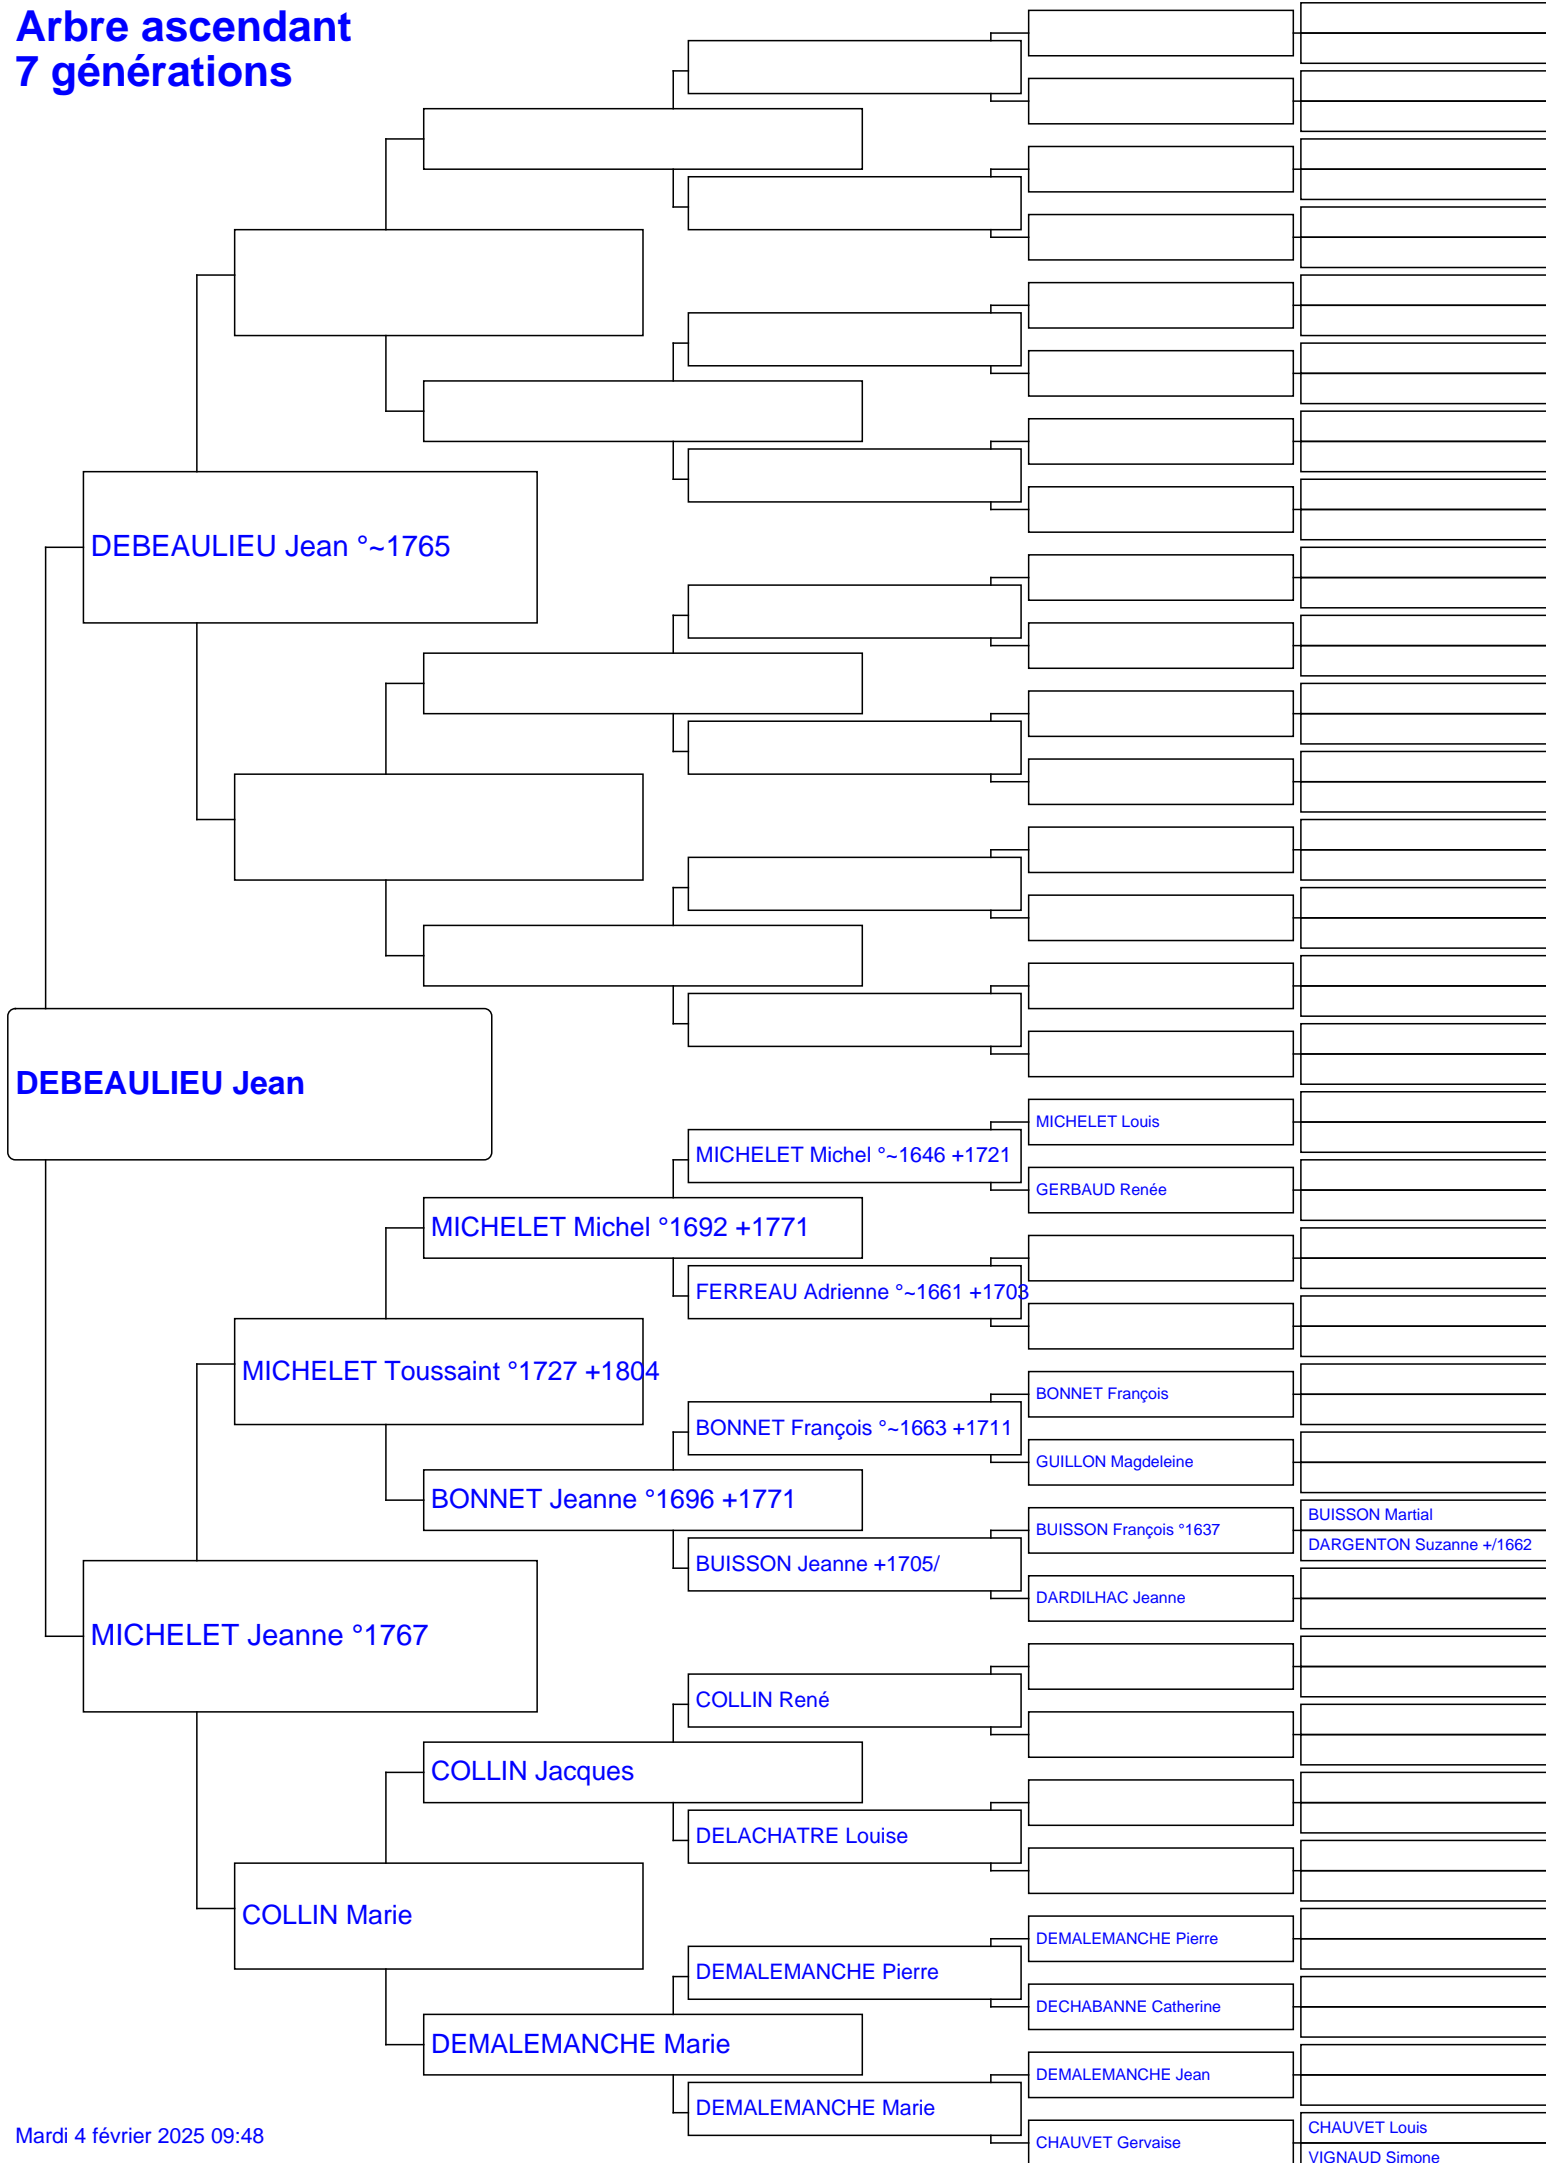 Arbre ascendant
7 générations
DEBEAULIEU Jean °~1765
DEBEAULIEU Jean
MICHELET Louis
MICHELET Michel °~1646 +1721
GERBAUD Renée
MICHELET Michel °1692 +1771
FERREAU Adrienne °~1661 +1703
MICHELET Toussaint °1727 +1804
BONNET François
BONNET François °~1663 +1711
GUILLON Magdeleine
BONNET Jeanne °1696 +1771
BUISSON Martial
BUISSON François °1637
DARGENTON Suzanne +/1662
BUISSON Jeanne +1705/
DARDILHAC Jeanne
MICHELET Jeanne °1767
COLLIN René
COLLIN Jacques
DELACHATRE Louise
COLLIN Marie
DEMALEMANCHE Pierre
DEMALEMANCHE Pierre
DECHABANNE Catherine
DEMALEMANCHE Marie
DEMALEMANCHE Jean
DEMALEMANCHE Marie
CHAUVET Louis
CHAUVET Gervaise
VIGNAUD Simone
Mardi 4 février 2025 09:48